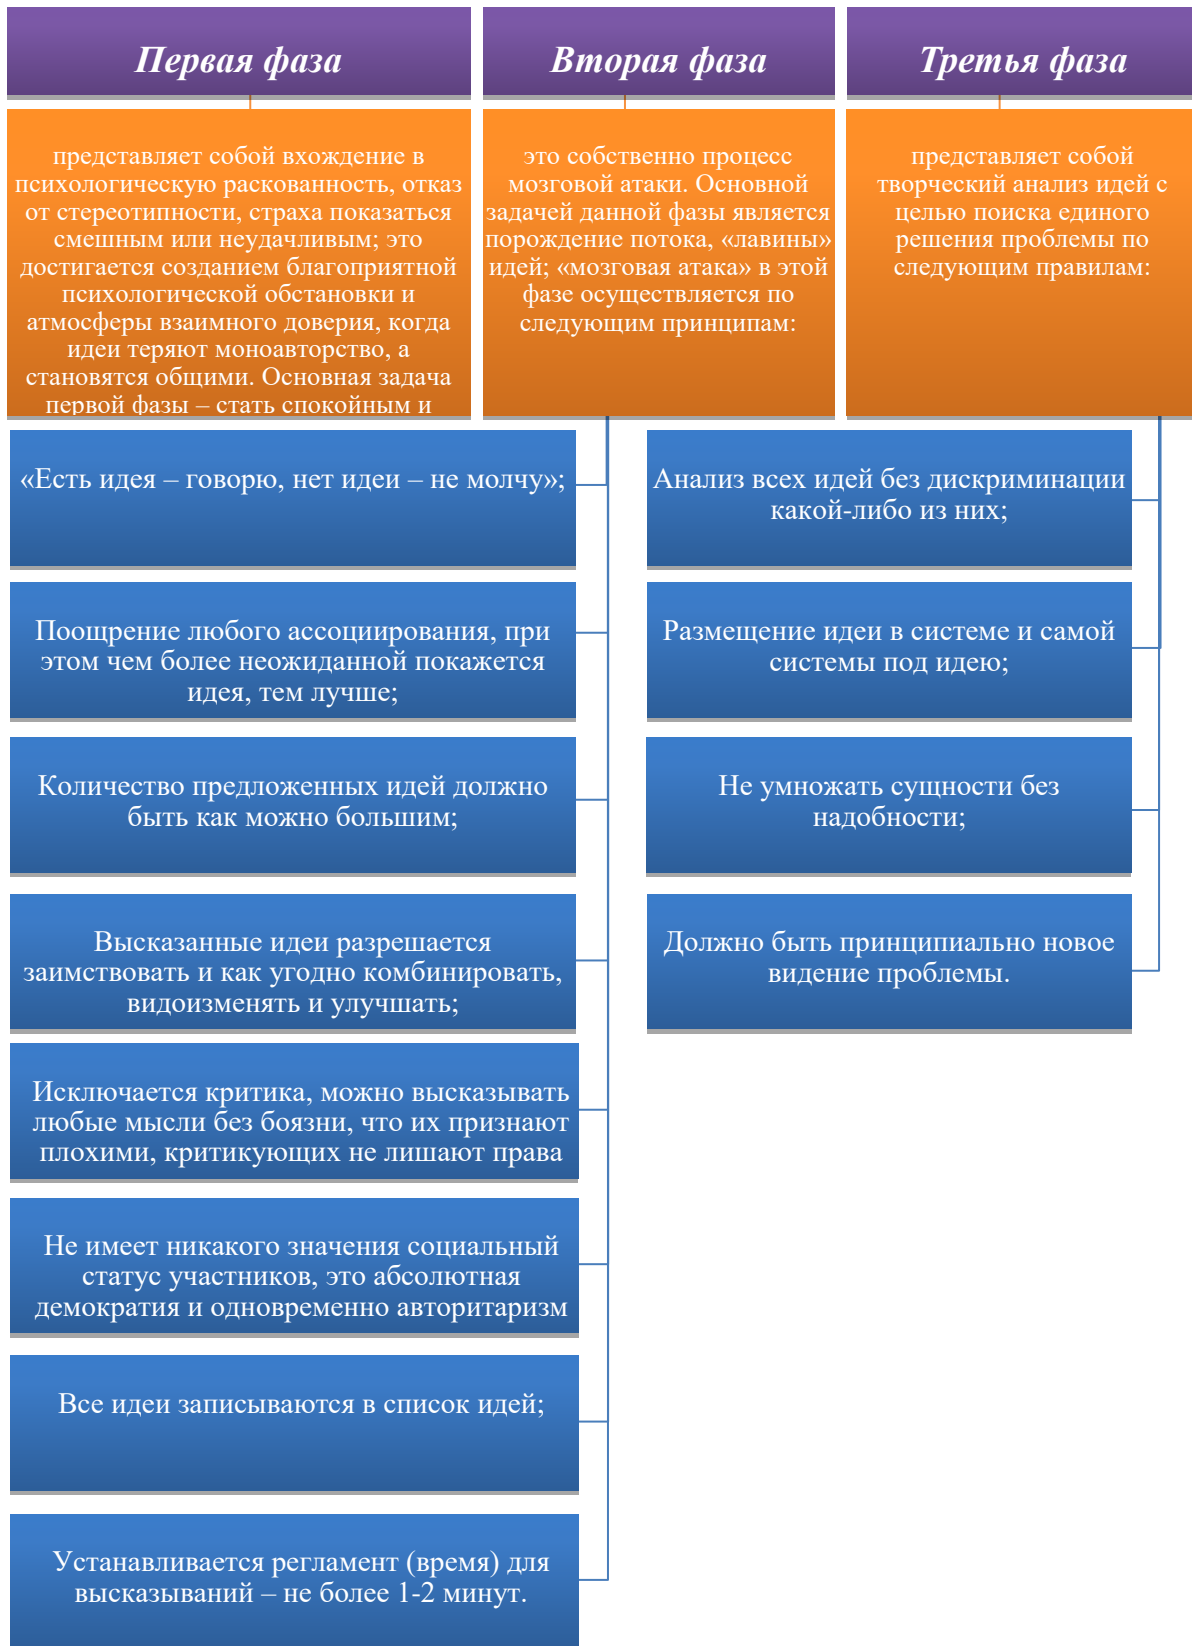 Первая фаза
представляет собой вхождение в
психологическую раскованность, отказ
от стереотипности, страха показаться
смешным или неудачливым; это
достигается созданием благоприятной
психологической обстановки и
атмосферы взаимного доверия, когда
идеи теряют моноавторство, а
становятся общими. Основная задача
первой фазы – стать спокойным и
Вторая фаза
это собственно процесс
мозговой атаки. Основной
задачей данной фазы является
порождение потока, «лавины»
идей; «мозговая атака» в этой
фазе осуществляется по
следующим принципам:
Третья фаза
представляет собой
творческий анализ идей с
целью поиска единого
решения проблемы по
следующим правилам:
«Есть идея – говорю, нет идеи – не молчу»;
Поощрение любого ассоциирования, при
этом чем более неожиданной покажется
идея, тем лучше;
Количество предложенных идей должно
быть как можно большим;
Высказанные идеи разрешается
заимствовать и как угодно комбинировать,
видоизменять и улучшать;
Исключается критика, можно высказывать
любые мысли без боязни, что их признают
плохими, критикующих не лишают права
Не имеет никакого значения социальный
статус участников, это абсолютная
демократия и одновременно авторитаризм
Все идеи записываются в список идей;
Устанавливается регламент (время) для
высказываний – не более 1-2 минут.
Анализ всех идей без дискриминации
какой-либо из них;
Размещение идеи в системе и самой
системы под идею;
Не умножать сущности без
надобности;
Должно быть принципиально новое
видение проблемы.